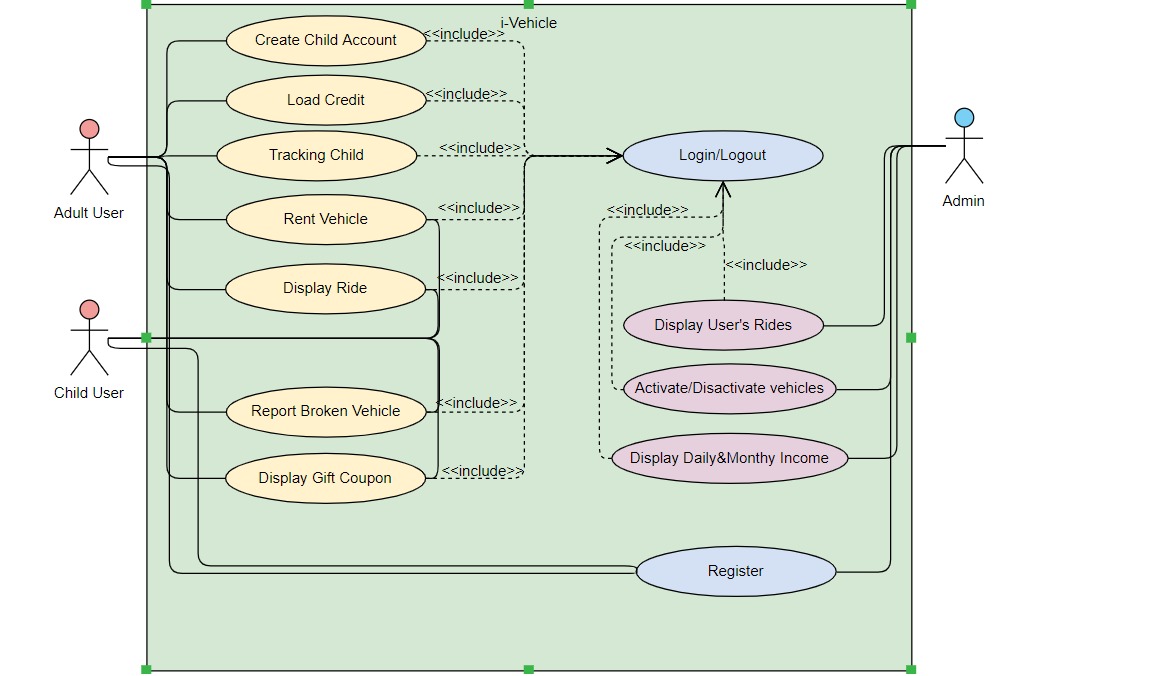 i-Vehicle
Create Child Account
<<include>>
Load Credit
<<include>>
Tracking Child
<<include>>
Login/Logout
Adult User
Admin
Rent Vehicle
<<include>>
<<include>>
<<include>>
<<include>>
Display Ride
<<include>>
Display User's Rides
Child User
Activate/Disactivate vehicles
Report Broken Vehicle
<<include>>
Display Daily&Monthy Income
Display Gift Coupon
<<include>>
Register